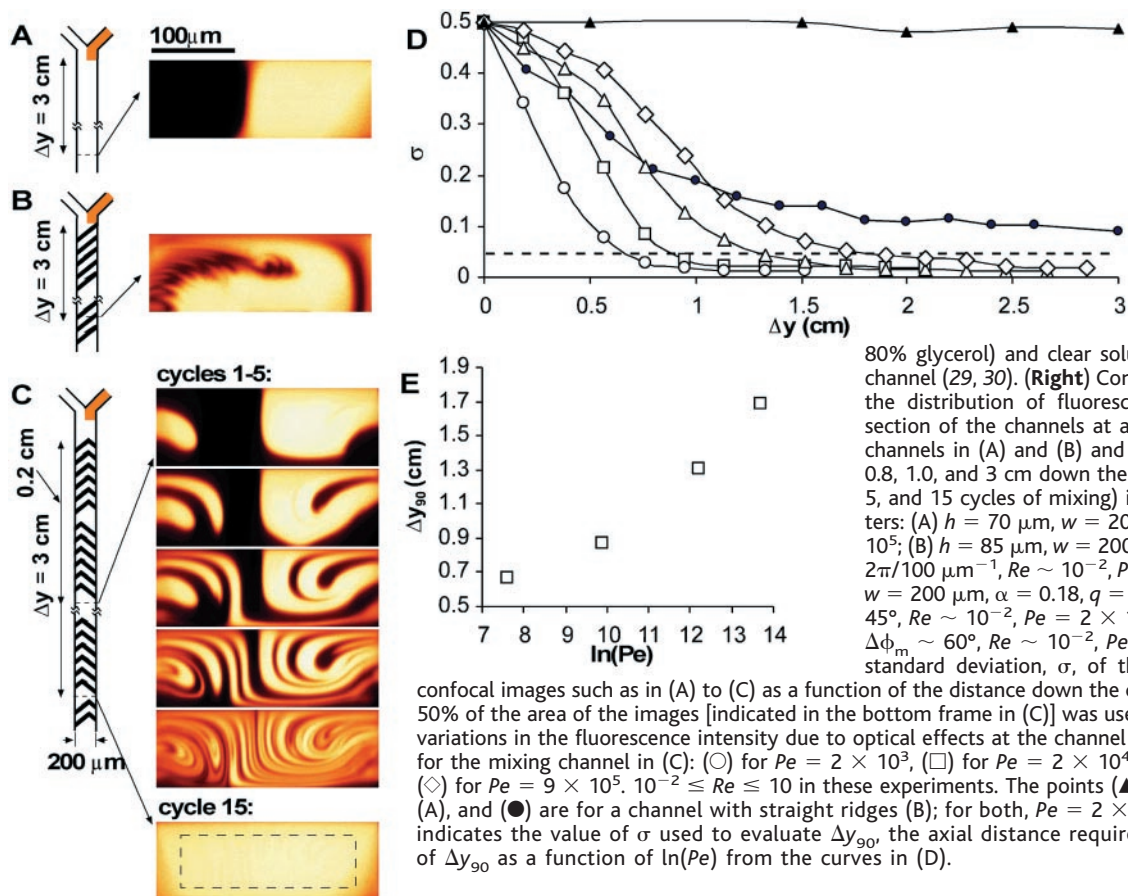 A
100μm
Δy = 3 cm
B
Δy = 3 cm
C
cycles 1-5:
0.2 cm
Δy = 3 cm
200 μm
cycle 15:
D
0.5
0.4
0.3
0.2
0.1
0
σ
0
0.5
1
1.5
2
2.5
3
Δy (cm)
E
1.9
1.7
1.5
1.3
1.1
0.9
0.7
0.5
Δy90 (cm)
7 8 9 10 11 12 13 14
ln(Pe)
80% glycerol) and clear solu
channel (29, 30). (Right) Con
the distribution of fluoresc
section of the channels at a
channels in (A) and (B) and
0.8, 1.0, and 3 cm down the
5, and 15 cycles of mixing) i
ters: (A) h = 70 μm, w = 20
10⁵; (B) h = 85 μm, w = 200
2π/100 μm⁻¹, Re ~ 10⁻², P
w = 200 μm, α = 0.18, q =
45°, Re ~ 10⁻², Pe = 2 × 1
Δϕm ~ 60°, Re ~ 10⁻², Pe
standard deviation, σ, of th
confocal images such as in (A) to (C) as a function of the distance down the c
50% of the area of the images [indicated in the bottom frame in (C)] was use
variations in the fluorescence intensity due to optical effects at the channel
for the mixing channel in (C): (○) for Pe = 2 × 10³, (□) for Pe = 2 × 10⁴
(◇) for Pe = 9 × 10⁵. 10⁻² ≤ Re ≤ 10 in these experiments. The points (▲
(A), and (●) are for a channel with straight ridges (B); for both, Pe = 2 ×
indicates the value of σ used to evaluate Δy90, the axial distance require
of Δy90 as a function of ln(Pe) from the curves in (D).